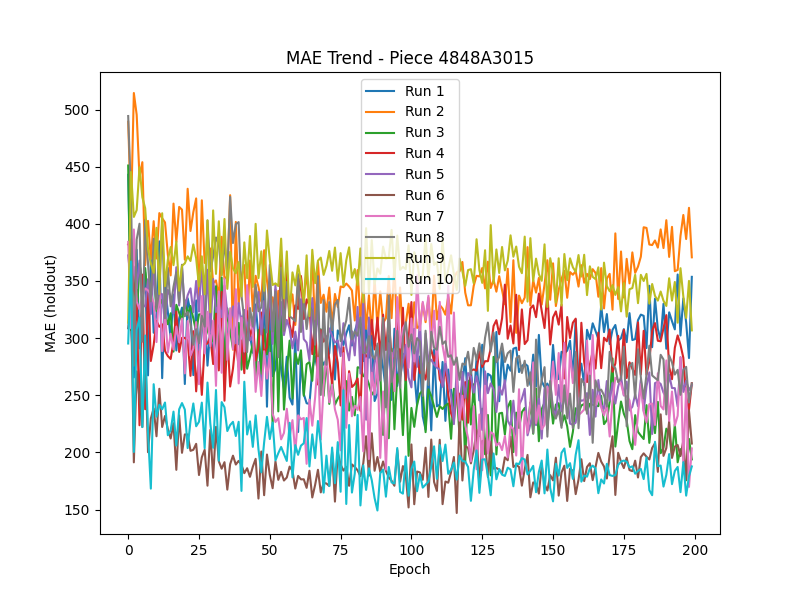 MAE Trend - Piece 4848A3015
MAE (holdout)
500
450
400
350
300
250
200
150
Run 1
Run 2
Run 3
Run 4
Run 5
Run 6
Run 7
Run 8
Run 9
Run 10
0 25 50 75 100 125 150 175 200
Epoch